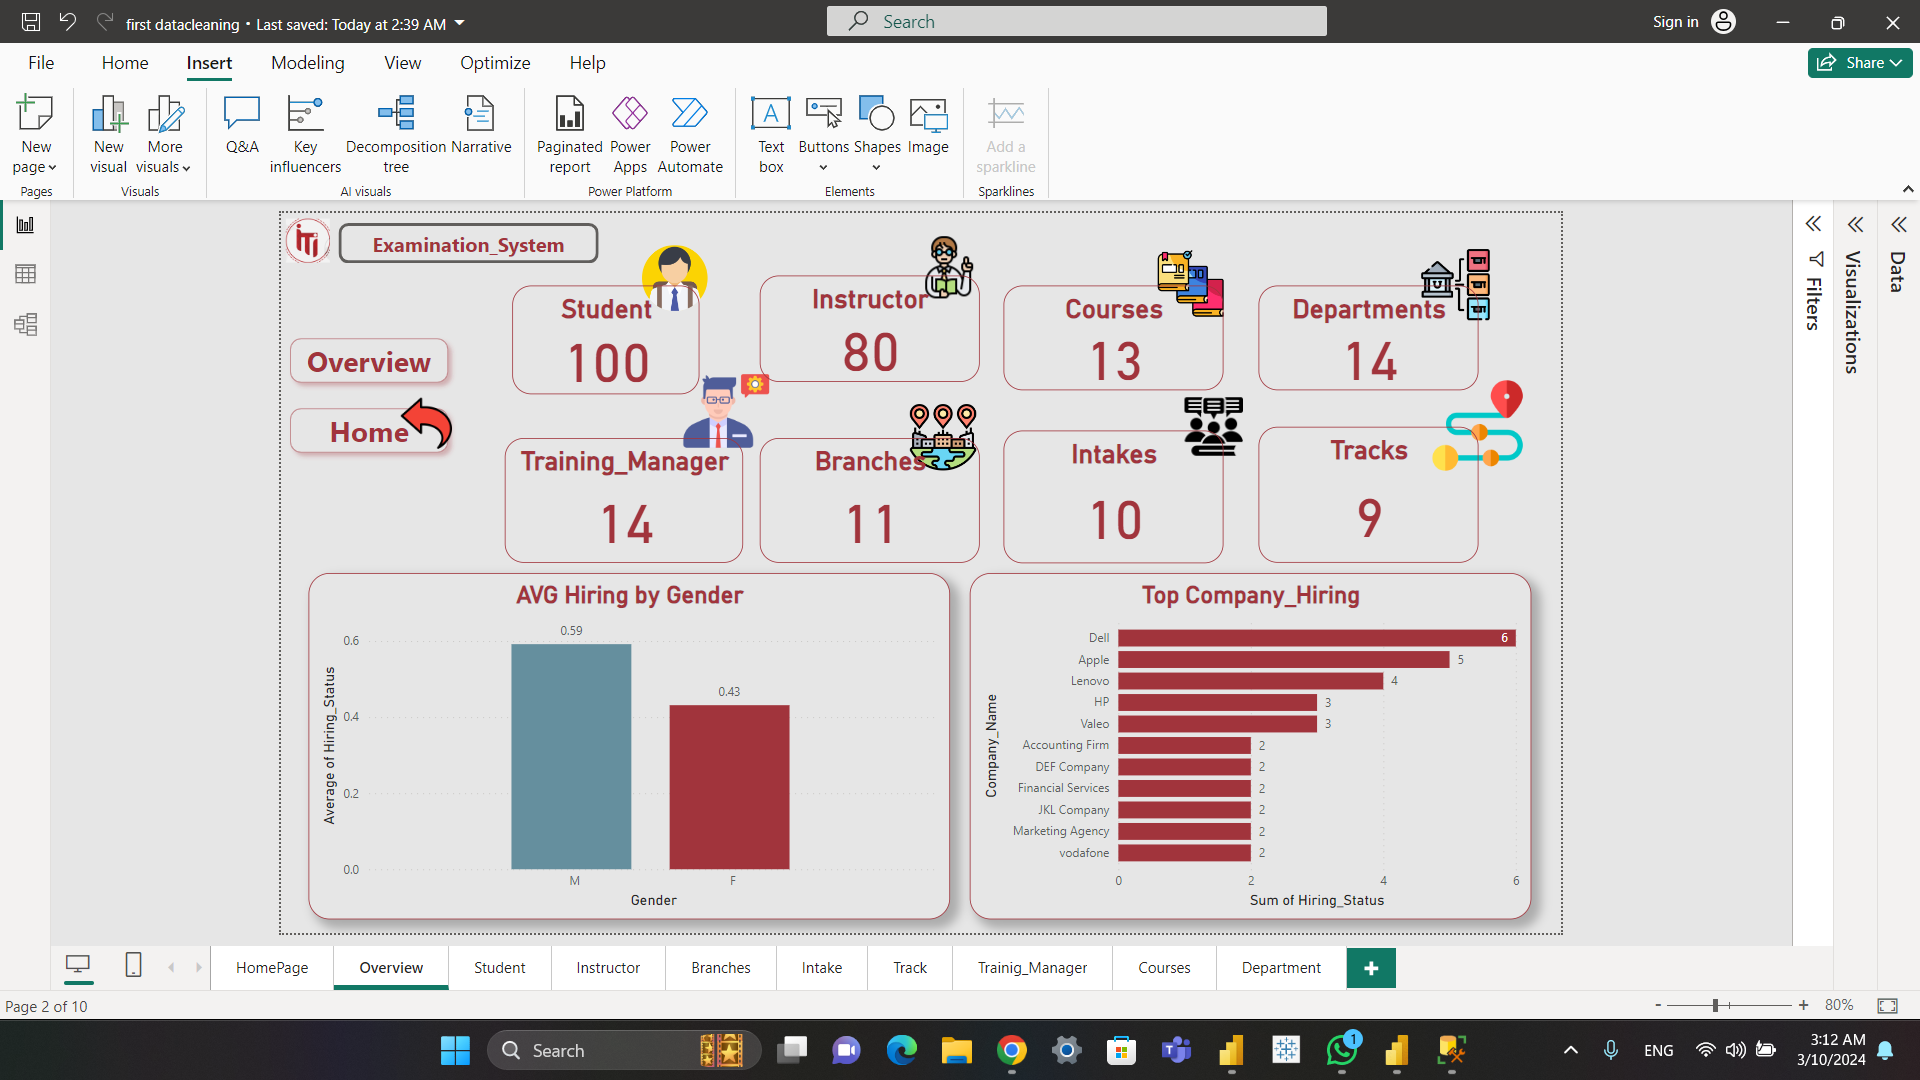 first datacleaning • Last saved: Today at 2:39 AM
Search
Sign in
File
Home
Insert
Modeling
View
Optimize
Help
Share
New page
New visual
More visuals
Q&A
Key influencers
Decomposition tree
Narrative
Paginated report
Power Apps
Power Automate
Text box
Buttons
Shapes
Image
Add a sparkline
Pages
Visuals
AI visuals
Power Platform
Elements
Sparklines
iTi
Examination_System
Overview
Home
Student
100
Instructor
80
Courses
13
Departments
14
Training_Manager
14
Branches
11
Intakes
10
Tracks
9
Filters
Visualizations
Data
AVG Hiring by Gender
Average of Hiring_Status
0.6
0.4
0.2
0.0
0.59
0.43
M
F
Gender
Top Company_Hiring
Company_Name
Dell 6
Apple 5
Lenovo 4
HP 3
Valeo 3
Accounting Firm 2
DEF Company 2
Financial Services 2
JKL Company 2
Marketing Agency 2
vodafone 2
0 2 4 6
Sum of Hiring_Status
HomePage
Overview
Student
Instructor
Branches
Intake
Track
Trainig_Manager
Courses
Department
Page 2 of 10
- + 80%
Search
1
ENG
3:12 AM
3/10/2024